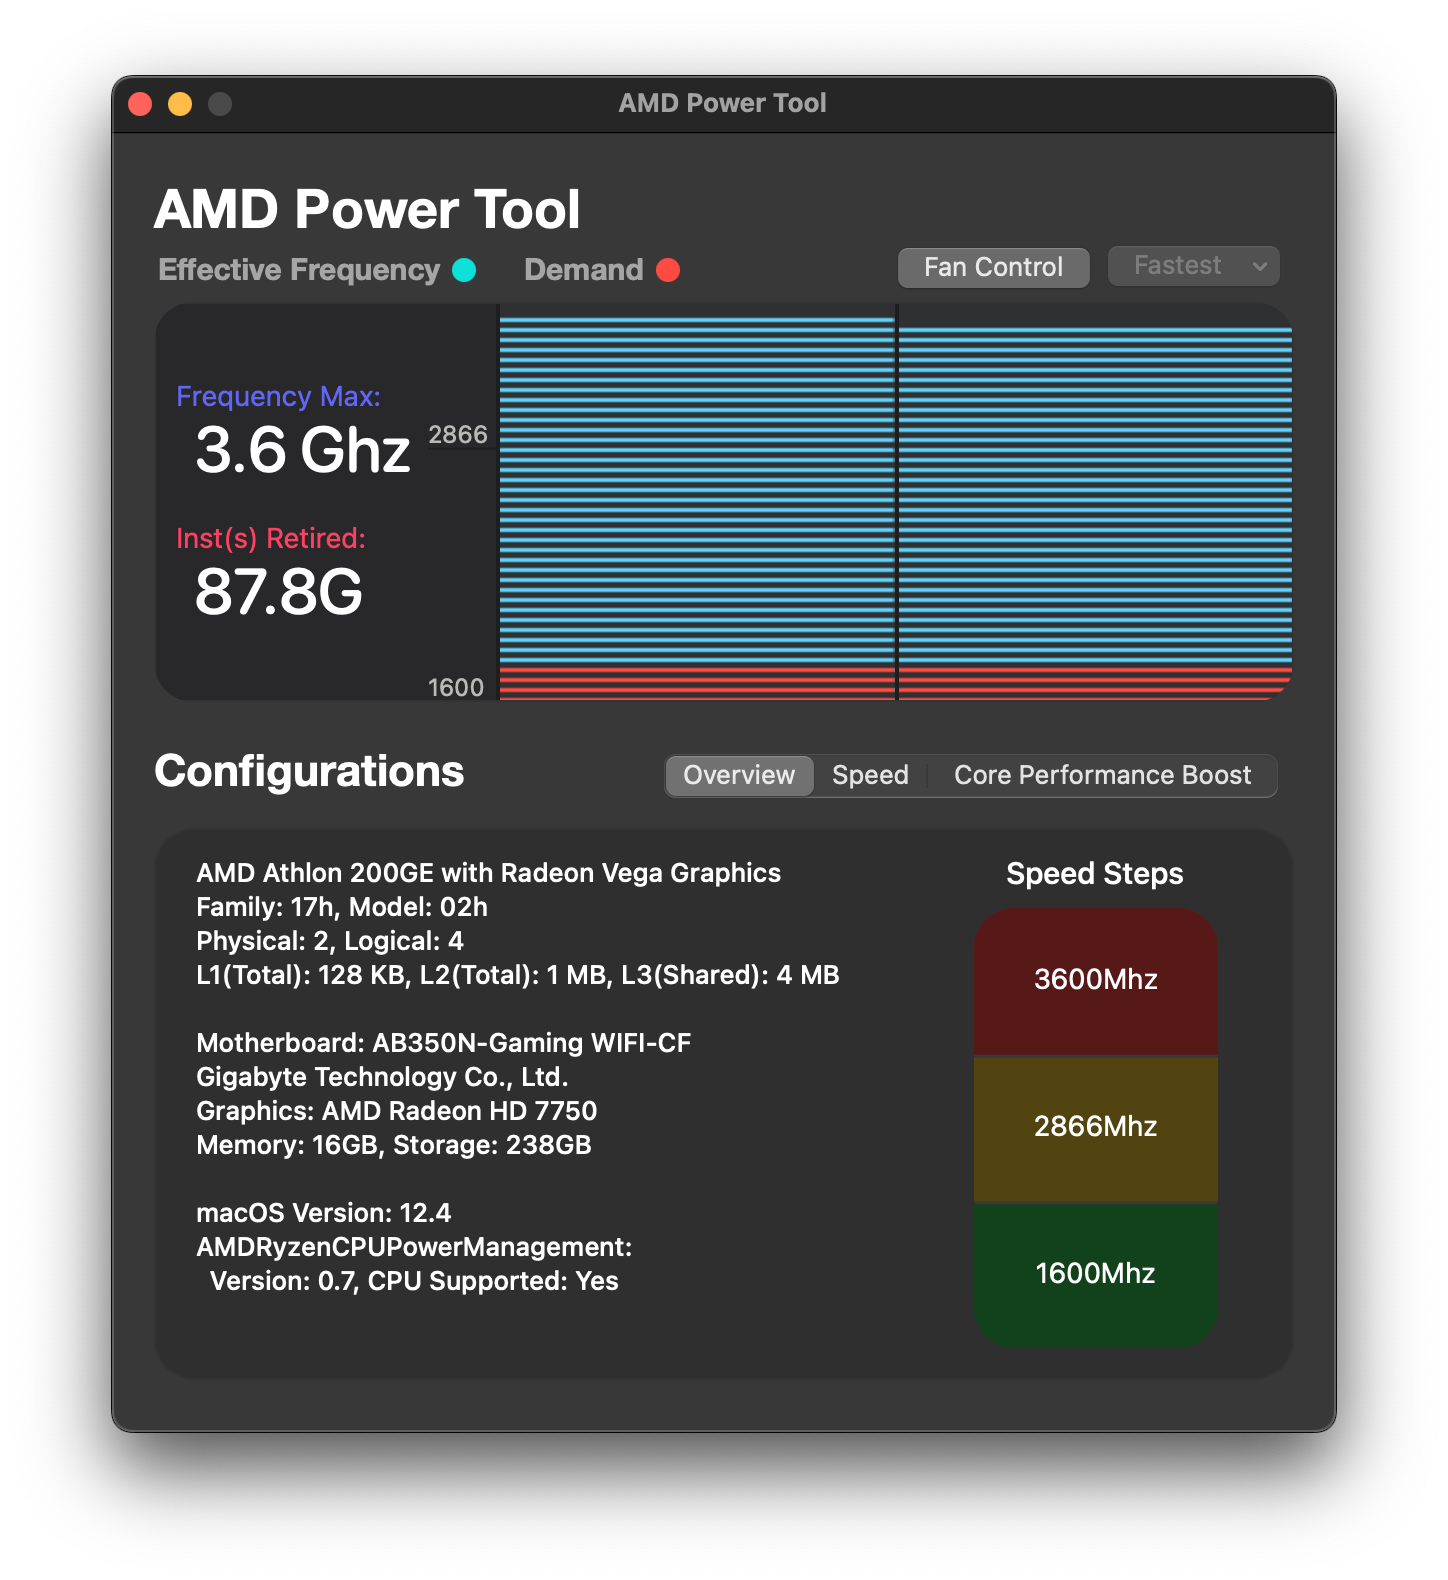 AMD Power Tool
AMD Power Tool
Effective Frequency
Demand
Fan Control
Fastest
Frequency Max:
3.6 Ghz
2866
Inst(s) Retired:
87.8G
1600
Configurations
Overview
Speed
Core Performance Boost
AMD Athlon 200GE with Radeon Vega Graphics
Family: 17h, Model: 02h
Physical: 2, Logical: 4
L1(Total): 128 KB, L2(Total): 1 MB, L3(Shared): 4 MB
Motherboard: AB350N-Gaming WIFI-CF
Gigabyte Technology Co., Ltd.
Graphics: AMD Radeon HD 7750
Memory: 16GB, Storage: 238GB
macOS Version: 12.4
AMDRyzenCPUPowerManagement:
Version: 0.7, CPU Supported: Yes
Speed Steps
3600Mhz
2866Mhz
1600Mhz